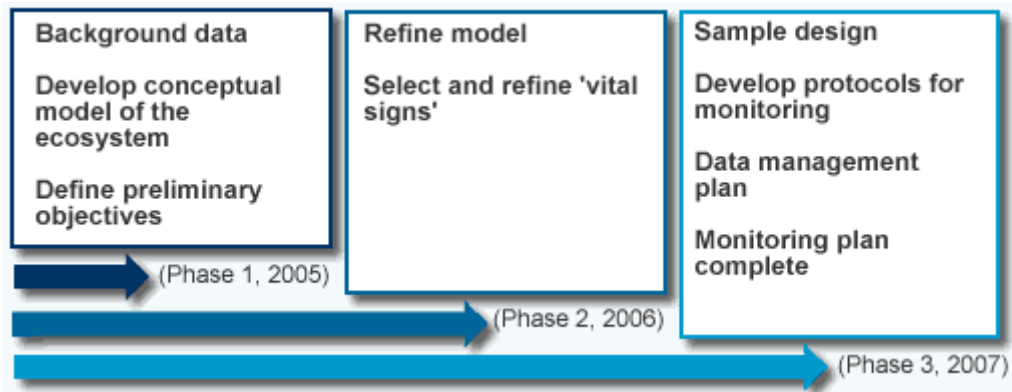 Background data
Develop conceptual
model of the
ecosystem
Define preliminary
objectives
(Phase 1, 2005)
Refine model
Select and refine 'vital
signs'
(Phase 2, 2006)
Sample design
Develop protocols for
monitoring
Data management
plan
Monitoring plan
complete
(Phase 3, 2007)